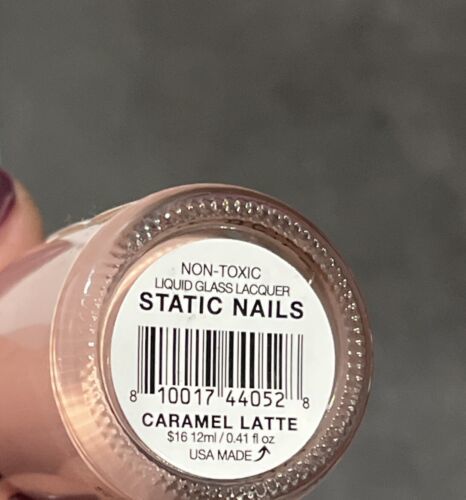 NON-TOXIC
LIQUID GLASS LACQUER
STATIC NAILS
8 10017 44052 8
CARAMEL LATTE
$16 12ml / 0.41 fl oz
USA MADE